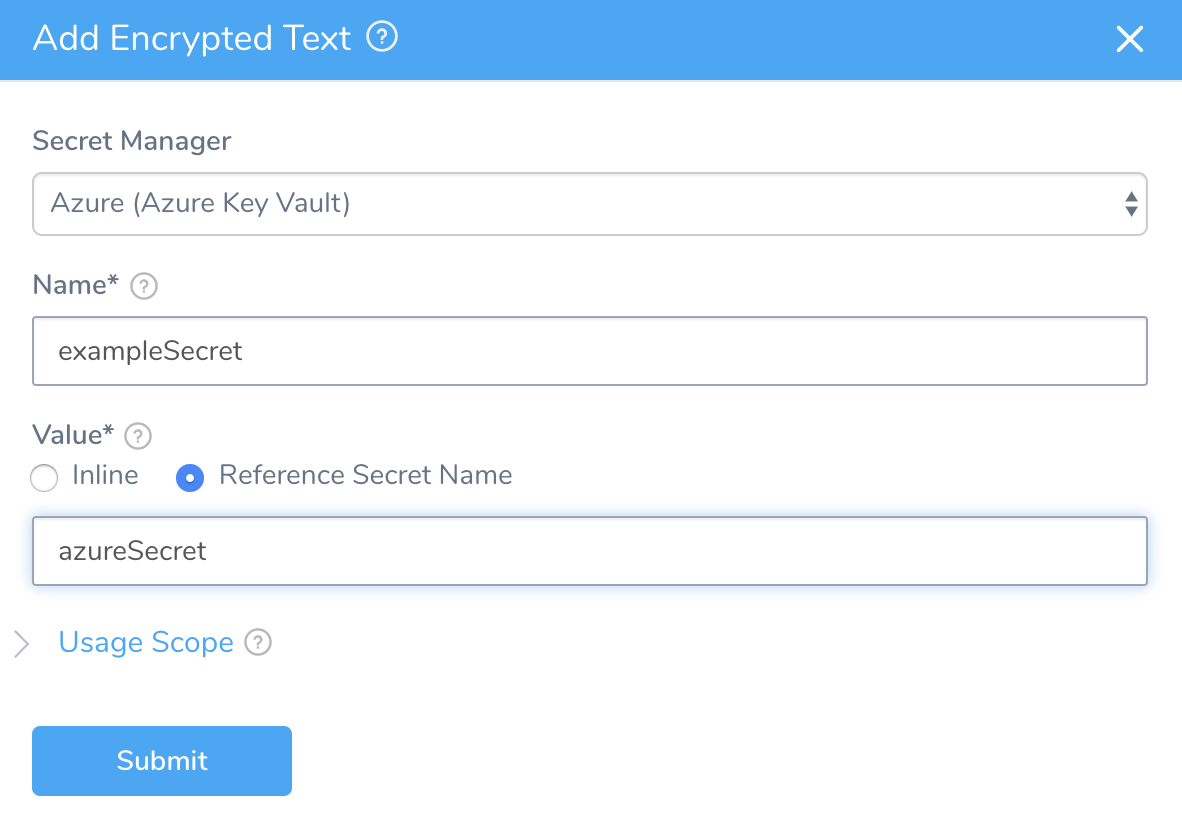 Add Encrypted Text ?
Secret Manager
Azure (Azure Key Vault)
Name* ?
exampleSecret
Value* ?
Inline Reference Secret Name
azureSecret
Usage Scope ?
Submit